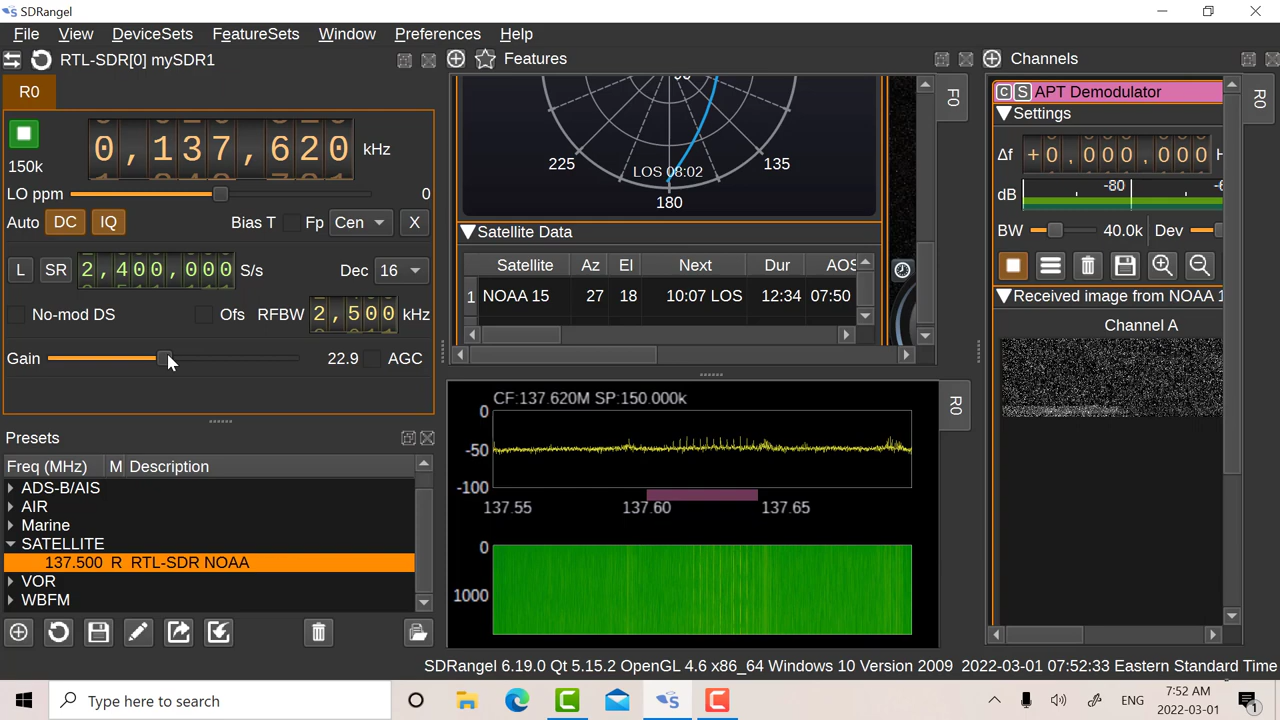 SDRangel
File View DeviceSets FeatureSets Window Preferences Help
RTL-SDR[0] mySDR1
R0
150k
0,137,620 kHz
LO ppm 0
Auto DC IQ Bias T Fp Cen X
L SR 2,400,000 S/s Dec 16
No-mod DS Ofs RFBW 2,500 kHz
Gain 22.9 AGC
Presets
Freq (MHz) M Description
ADS-B/AIS
AIR
Marine
SATELLITE
137.500 R RTL-SDR NOAA
VOR
WBFM
Features
F0
225
135
LOS 08:02
180
Satellite Data
Satellite Az El Next Dur AOS
1 NOAA 15 27 18 10:07 LOS 12:34 07:50
CF:137.620M SP:150.000k
R0
0
-50
-100
137.55 137.60 137.65
0
1000
Channels
R0
C S APT Demodulator
Settings
Δf +0,000,000 H
dB -80 -6
BW 40.0k Dev
Received image from NOAA 1
Channel A
SDRangel 6.19.0 Qt 5.15.2 OpenGL 4.6 x86_64 Windows 10 Version 2009 2022-03-01 07:52:33 Eastern Standard Time
Type here to search
ENG
7:52 AM
2022-03-01
1